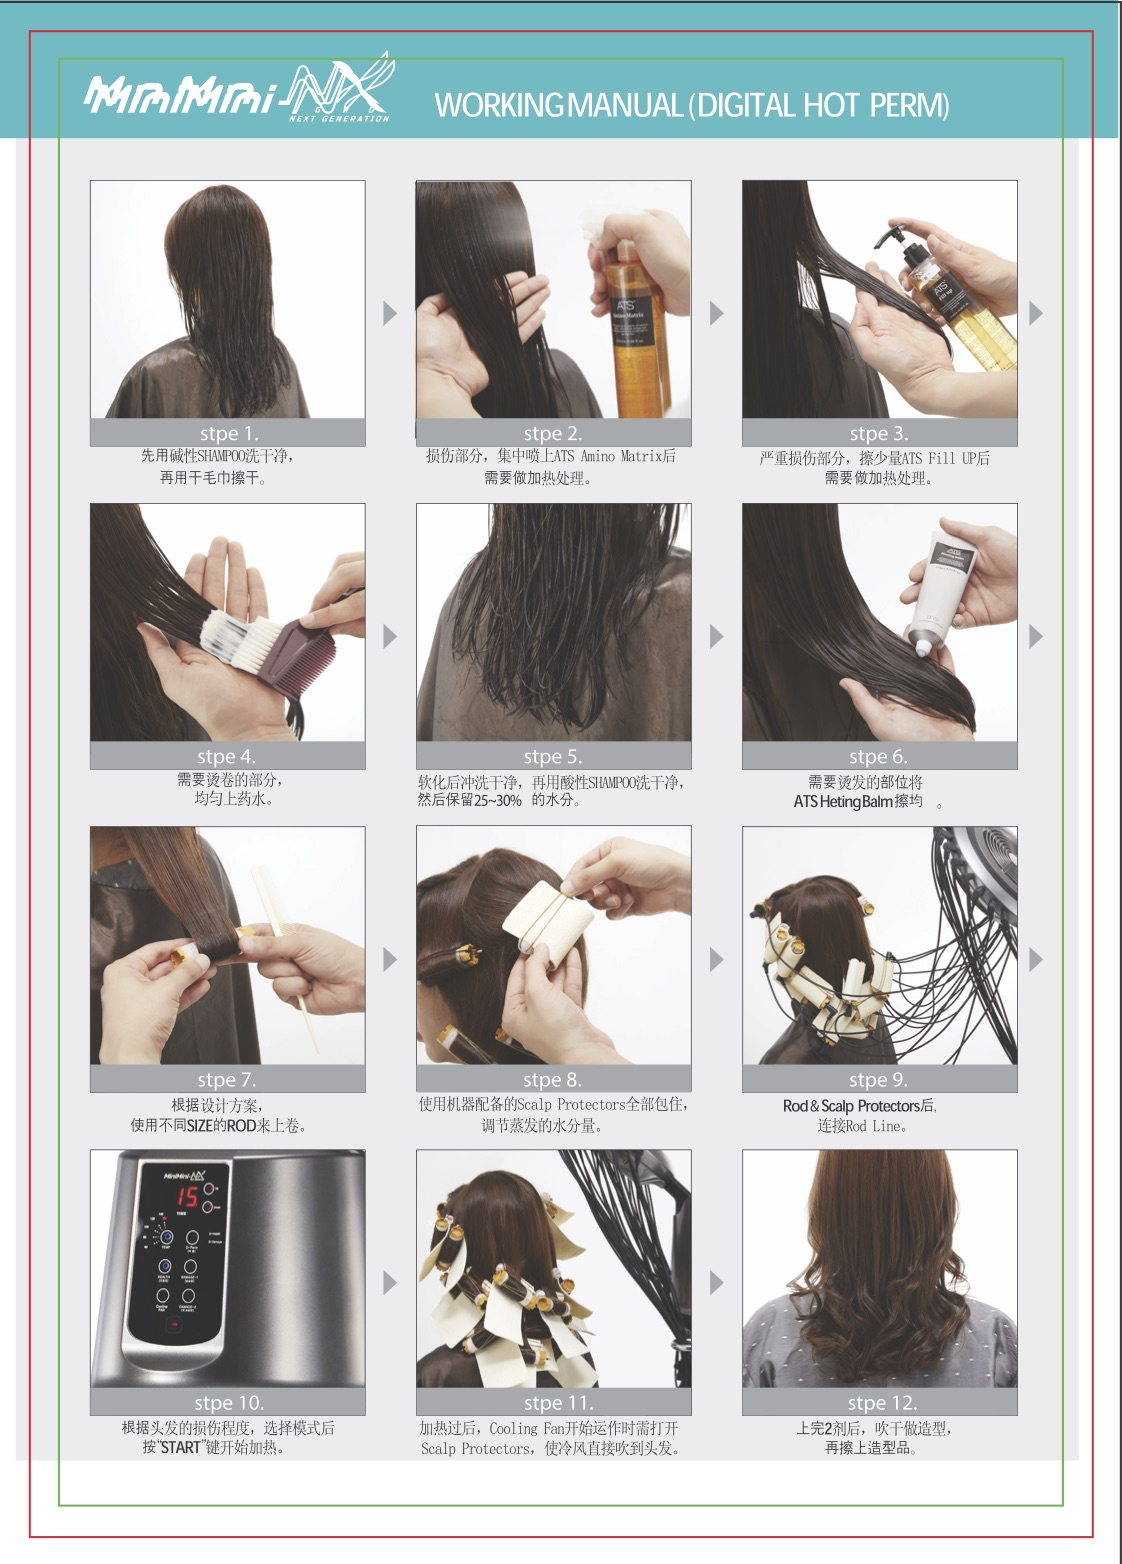 MiniMini NX
NEXT GENERATION
WORKING MANUAL (DIGITAL HOT PERM)
stpe 1.
先用碱性SHAMPOO洗干净，
再用干毛巾擦干。
stpe 2.
损伤部分，集中喷上ATS Amino Matrix后
需要做加热处理。
stpe 3.
严重损伤部分，擦少量ATS Fill UP后
需要做加热处理。
stpe 4.
需要烫卷的部分，
均匀上药水。
stpe 5.
软化后冲洗干净，再用酸性SHAMPOO洗干净，
然后保留25~30% 的水分。
stpe 6.
需要烫发的部位将
ATS Heting Balm 擦均 。
stpe 7.
根据设计方案，
使用不同SIZE的ROD来上卷。
stpe 8.
使用机器配备的Scalp Protectors全部包住，
调节蒸发的水分量。
stpe 9.
Rod & Scalp Protectors后，
连接Rod Line。
MiniMini NX
15
TIME
TEMP
stpe 10.
根据头发的损伤程度，选择模式后
按“START”键开始加热。
stpe 11.
加热过后，Cooling Fan开始运作时需打开
Scalp Protectors，使冷风直接吹到头发。
stpe 12.
上完2剂后，吹干做造型，
再擦上造型品。
ATS
Amino Matrix
ATS
Fill up
ATS